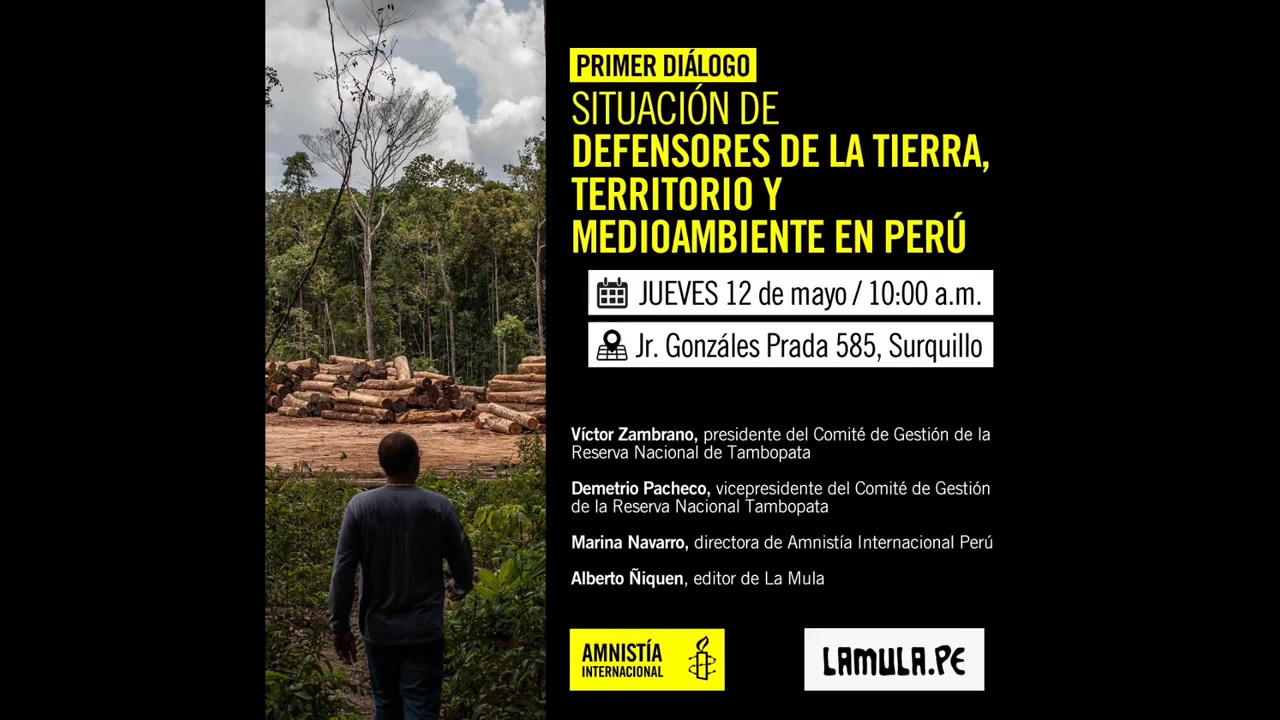 PRIMER DIÁLOGO
SITUACIÓN DE
DEFENSORES DE LA TIERRA,
TERRITORIO Y
MEDIOAMBIENTE EN PERÚ
JUEVES 12 de mayo / 10:00 a.m.
Jr. Gonzáles Prada 585, Surquillo
Víctor Zambrano, presidente del Comité de Gestión de la
Reserva Nacional de Tambopata
Demetrio Pacheco, vicepresidente del Comité de Gestión
de la Reserva Nacional Tambopata
Marina Navarro, directora de Amnistía Internacional Perú
Alberto Ñiquen, editor de La Mula
AMNISTÍA
INTERNACIONAL
LAMULA.PE